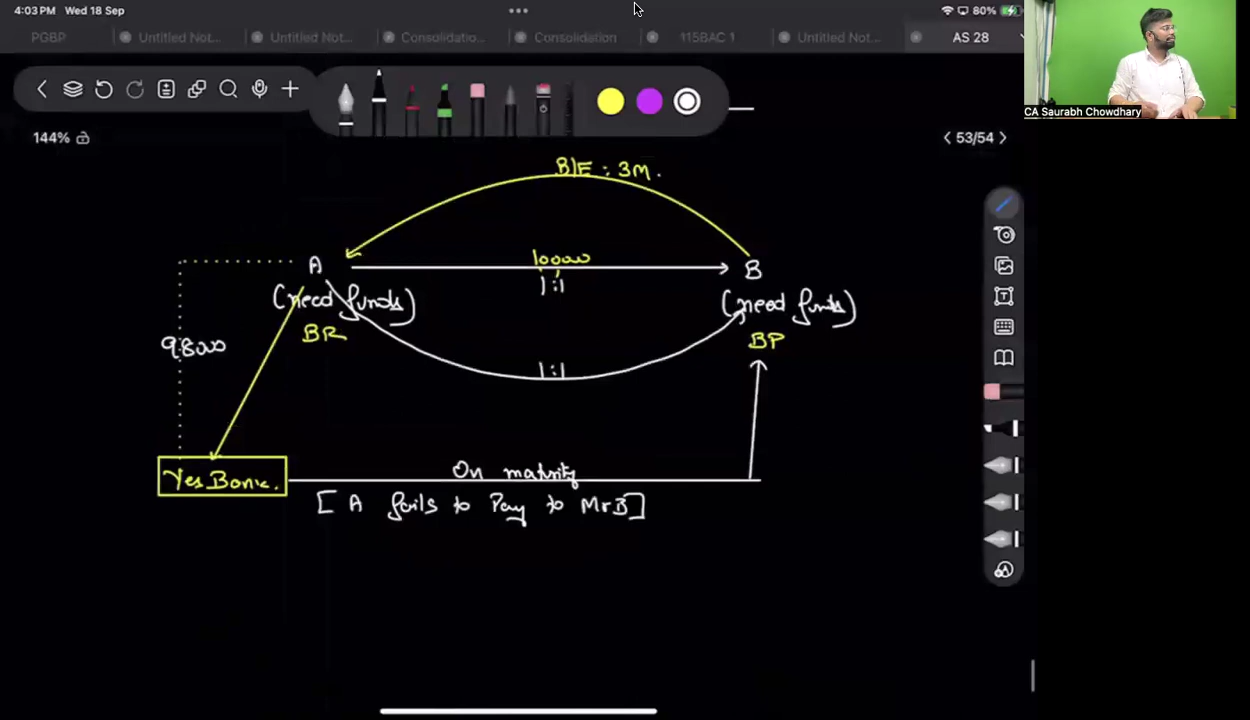 4:03 PM Wed 18 Sep
80%
PGBP
Untitled Not...
Untitled Not...
Consolidatio...
Consolidation
115BAC 1
Untitled Not...
AS 28
CA Saurabh Chowdhary
144%
53/54
B/E : 3M.
A
10000
B
1:1
(need funds)
(need funds)
BR
BP
9800
1:1
On maturity
Yes Bank.
[A fails to Pay to Mr B]